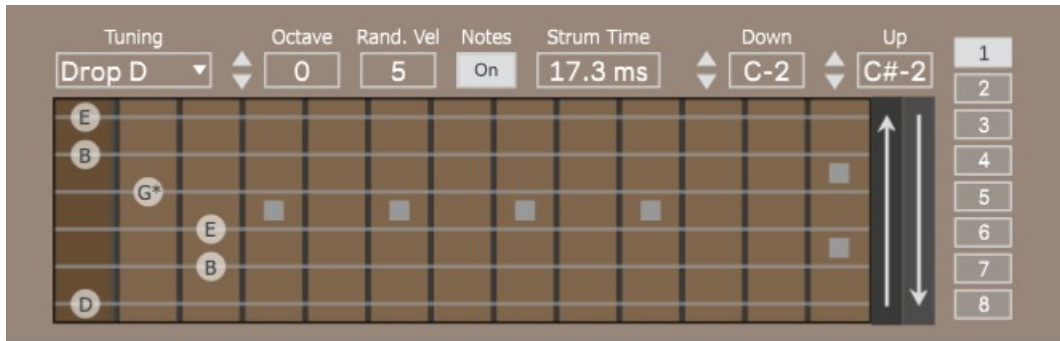 Tuning Octave Rand. Vel Notes Strum Time Down Up
Drop D 0 5 On 17.3 ms C-2 C#-2
1
2
3
4
5
6
7
8
E
B
G*
E
B
D